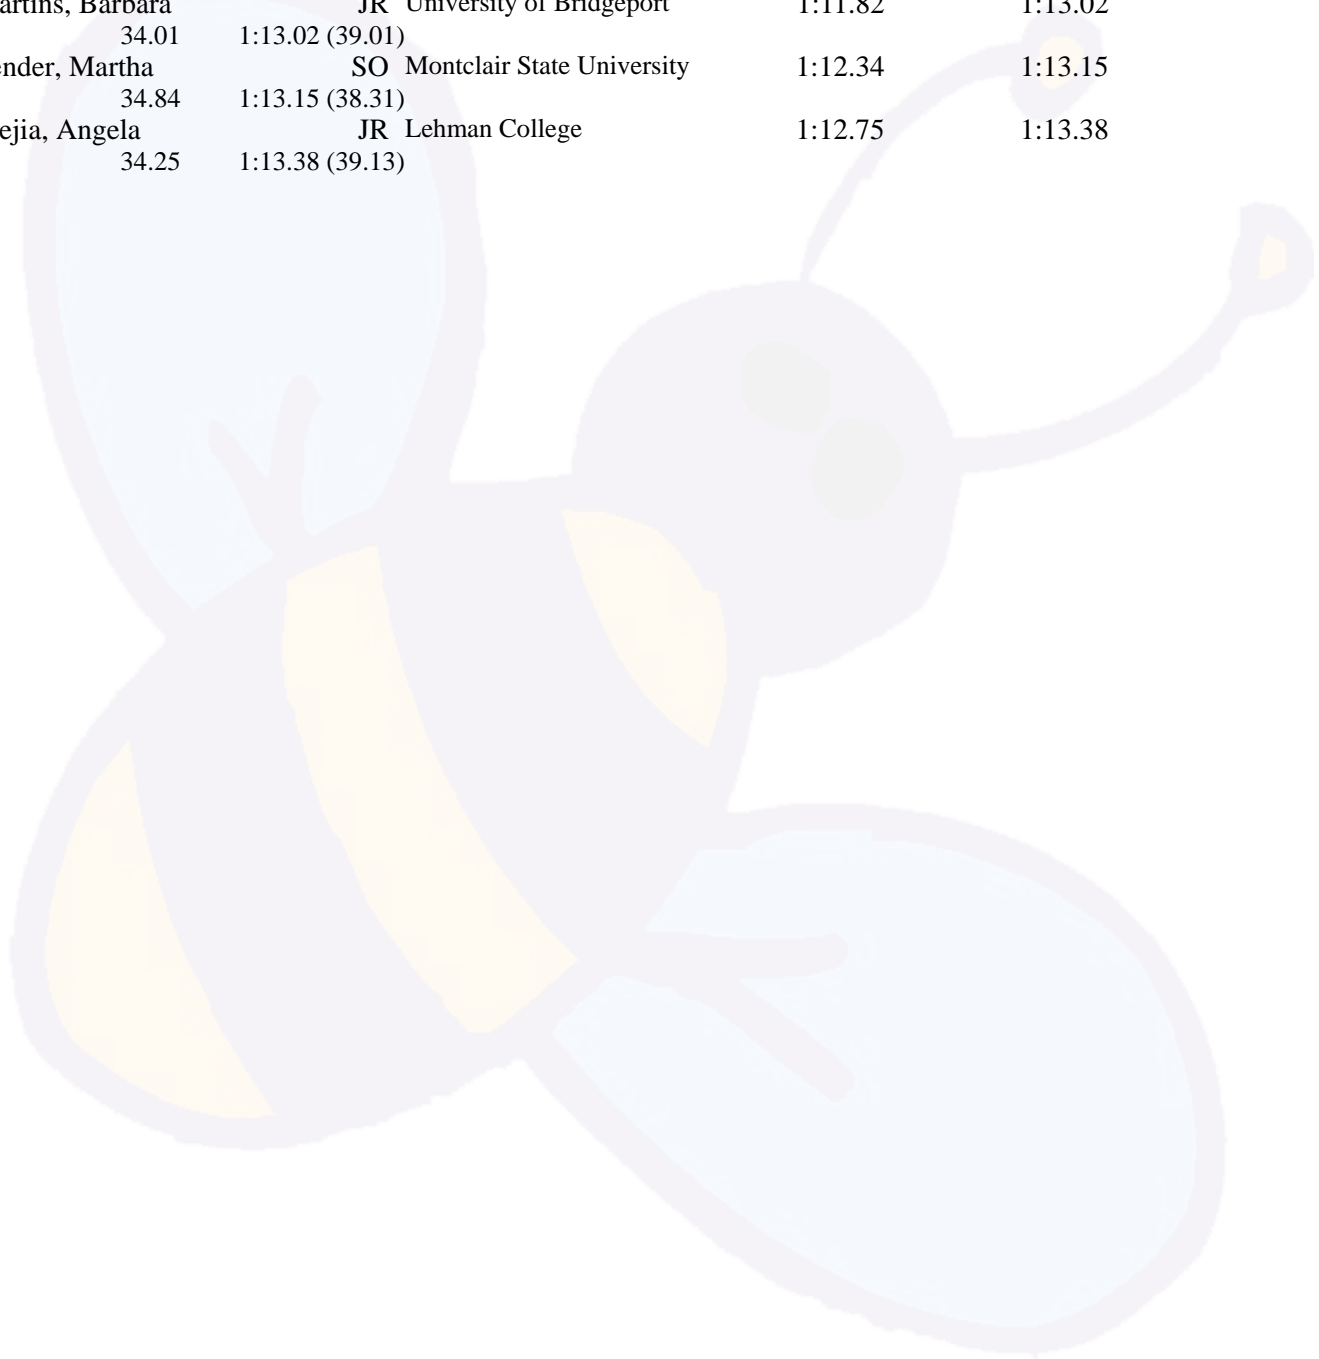 artins, Barbara JR University of Bridgeport 1:11.82 1:13.02
34.01 1:13.02 (39.01)
ender, Martha SO Montclair State University 1:12.34 1:13.15
34.84 1:13.15 (38.31)
ejia, Angela JR Lehman College 1:12.75 1:13.38
34.25 1:13.38 (39.13)